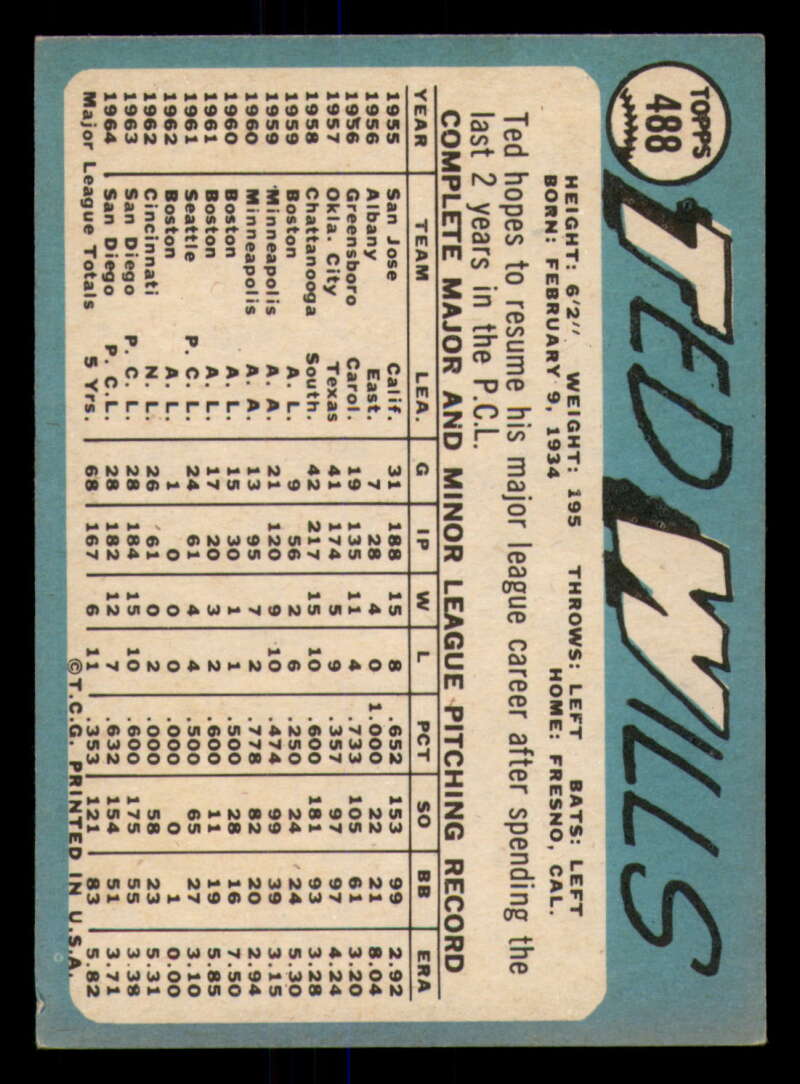 TOPPS
488
TED WILLS
HEIGHT: 6'2" WEIGHT: 195 THROWS: LEFT BATS: LEFT
BORN: FEBRUARY 9, 1934 HOME: FRESNO, CAL.
Ted hopes to resume his major league career after spending the
last 2 years in the P.C.L.
COMPLETE MAJOR AND MINOR LEAGUE PITCHING RECORD
YEAR TEAM LEA. G IP W L PCT SO BB ERA
1955 San Jose Calif. 31 188 15 8 .652 153 99 2.92
1956 Albany East. 7 28 4 0 1.000 22 21 8.04
1956 Greensboro Carol. 19 135 11 4 .733 105 61 3.20
1957 Okla. City Texas 41 174 5 9 .357 97 97 4.24
1958 Chattanooga South. 42 217 15 10 .600 181 93 3.28
1959 Boston A. L. 9 56 2 6 .250 24 24 5.30
1959 Minneapolis A. A. 21 120 9 10 .474 99 39 3.15
1960 Minneapolis A. A. 13 95 7 2 .778 82 20 2.94
1960 Boston A. L. 15 30 1 1 .500 28 16 7.50
1961 Boston A. L. 17 20 3 2 .600 11 19 5.85
1961 Seattle P. C. L. 24 61 4 4 .500 65 27 3.10
1962 Boston A. L. 1 0 0 0 .000 0 1 0.00
1962 Cincinnati N. L. 26 61 0 2 .000 58 23 5.31
1963 San Diego P. C. L. 28 184 15 10 .600 175 55 3.38
1964 San Diego P. C. L. 28 182 12 7 .632 154 51 3.71
Major League Totals 5 Yrs. 68 167 6 11 .353 121 83 5.82
©T.C.G. PRINTED IN U.S.A.